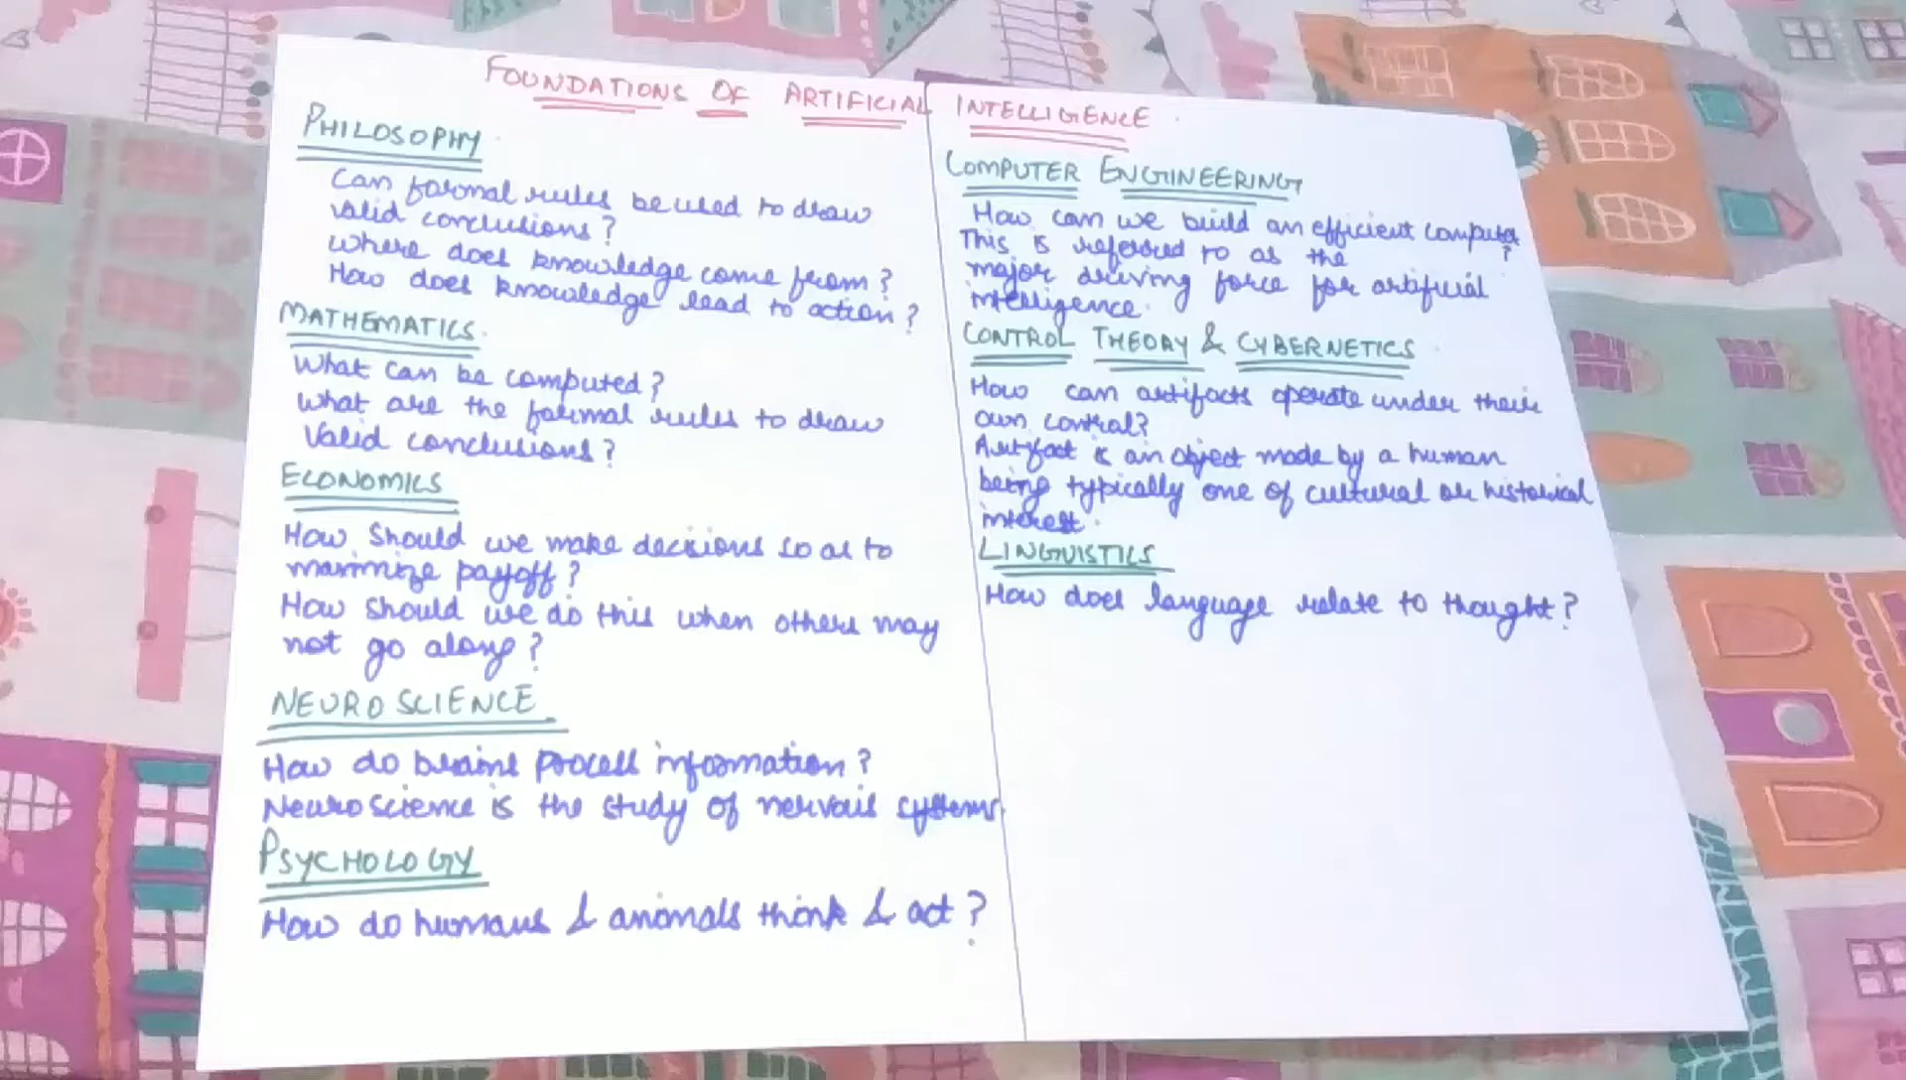 FOUNDATIONS OF ARTIFICIAL INTELLIGENCE
PHILOSOPHY
Can formal rules be used to draw
valid conclusions?
Where does knowledge come from?
How does knowledge lead to action?
MATHEMATICS.
What can be computed?
What are the formal rules to draw
Valid conclusions?
ECONOMICS
How should we make decisions so as to
maximize payoff?
How should we do this when others may
not go along?
NEUROSCIENCE
How do brains process information?
Neuroscience is the study of nervous systems.
PSYCHOLOGY
How do humans & animals think & act?
COMPUTER ENGINEERING
How can we build an efficient computer?
This is referred to as the
major driving force for artificial
intelligence.
CONTROL THEORY & CYBERNETICS
How can artifacts operate under their
own control?
Artifact is an object made by a human
being typically one of cultural or historical
interest.
LINGUISTICS
How does language relate to thought?